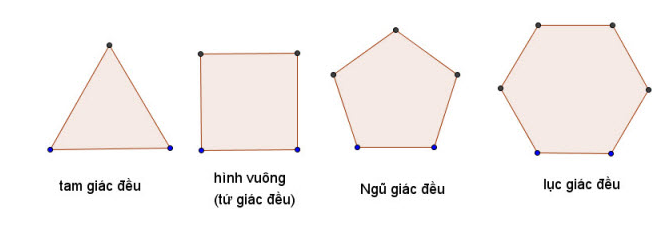 tam giác đều
hình vuông
(tứ giác đều)
Ngũ giác đều
lục giác đều